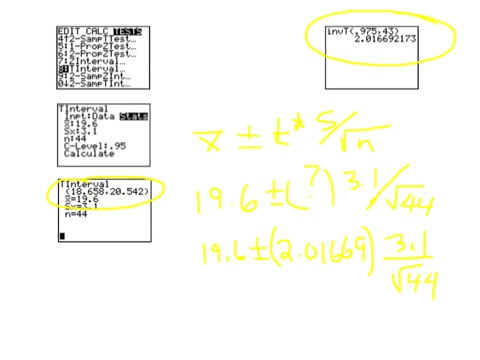 EDIT CALC TESTS
4↑2-SampTTest…
5:1-PropZTest…
6:2-PropZTest…
7:ZInterval…
8:TInterval…
9:2-SampZInt…
0↓2-SampTInt…
invT(.975,43)
2.016692173
TInterval
Inpt:Data Stats
x̄:19.6
Sx:3.1
n:44
C-Level:.95
Calculate
x̄ ± t* s/√n
TInterval
(18.658,20.542)
x̄=19.6
Sx=3.1
n=44
19.6 ± (?) 3.1/√44
19.6 ± (2.01669) 3.1/√44